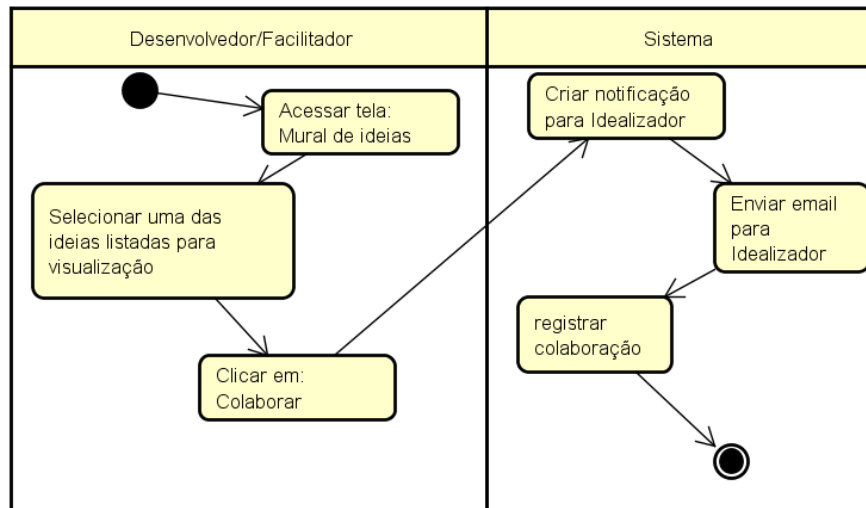 Desenvolvedor/Facilitador
Sistema
Acessar tela:
Mural de ideias
Selecionar uma das
ideias listadas para
visualização
Clicar em:
Colaborar
Criar notificação
para Idealizador
Enviar email
para
Idealizador
registrar
colaboração